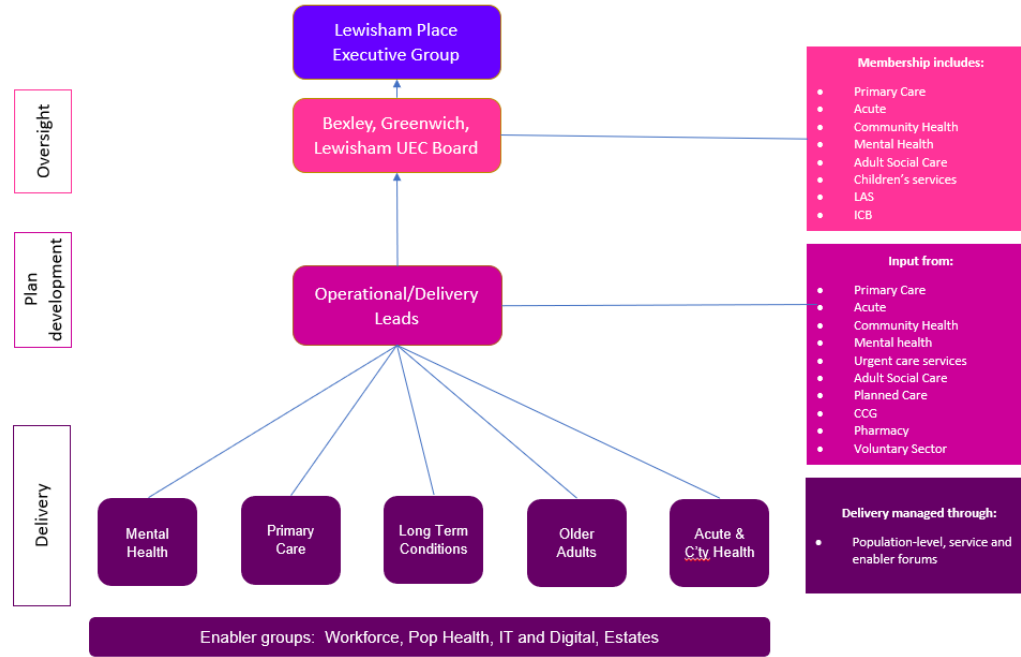 Lewisham Place
Executive Group
Oversight
Bexley, Greenwich,
Lewisham UEC Board
Membership includes:
• Primary Care
• Acute
• Community Health
• Mental Health
• Adult Social Care
• Children's services
• LAS
• ICB
Plan
development
Operational/Delivery
Leads
Input from:
• Primary Care
• Acute
• Community Health
• Mental health
• Urgent care services
• Adult Social Care
• Planned Care
• CCG
• Pharmacy
• Voluntary Sector
Delivery
Mental
Health
Primary
Care
Long Term
Conditions
Older
Adults
Acute &
C'ty Health
Delivery managed through:
• Population-level, service and
enabler forums
Enabler groups: Workforce, Pop Health, IT and Digital, Estates